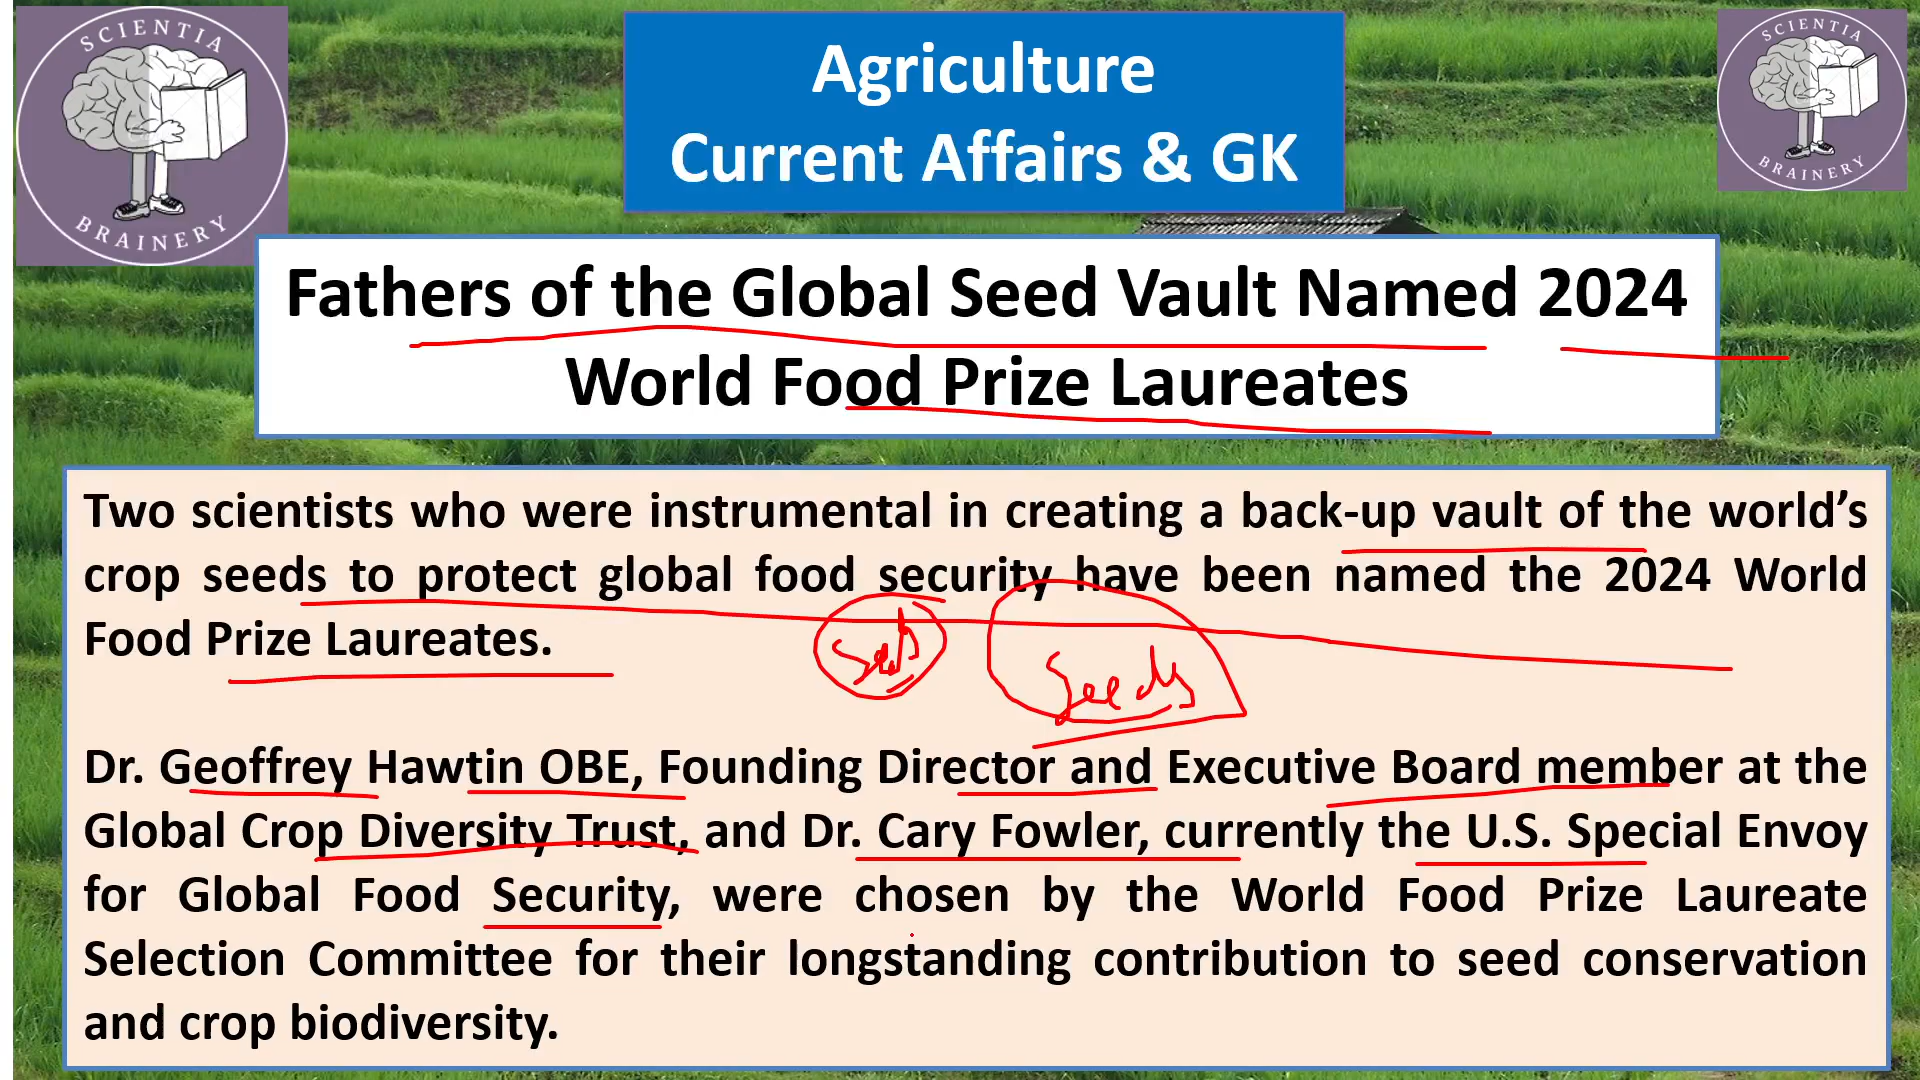 SCIENTIA
BRAINERY
Agriculture
Current Affairs & GK
SCIENTIA
BRAINERY
Fathers of the Global Seed Vault Named 2024
World Food Prize Laureates
Two scientists who were instrumental in creating a back-up vault of the world’s
crop seeds to protect global food security have been named the 2024 World
Food Prize Laureates.
Seeds
Dr. Geoffrey Hawtin OBE, Founding Director and Executive Board member at the
Global Crop Diversity Trust, and Dr. Cary Fowler, currently the U.S. Special Envoy
for Global Food Security, were chosen by the World Food Prize Laureate
Selection Committee for their longstanding contribution to seed conservation
and crop biodiversity.